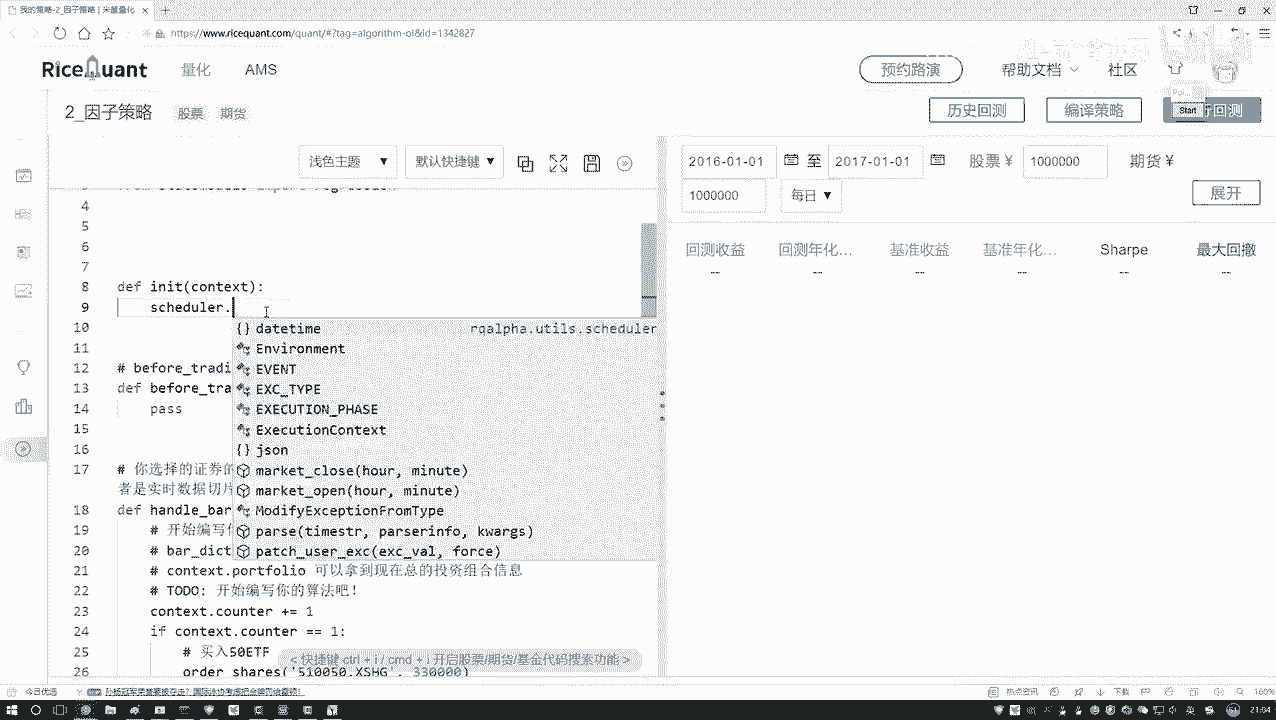 我的策略-2_因子策略 | 米筐量化
https://www.ricequant.com/quant/#?tag=algorithm-ol&id=1342827
RiceQuant 量化 AMS 预约路演 帮助文档 社区
2_因子策略 股票 期货 历史回测 编译策略 行回测
Start
浅色主题 默认快捷键 2016-01-01 至 2017-01-01 股票 ¥ 1000000 期货 ¥
1000000 每日 展开
回测收益 回测年化... 基准收益 基准年化... Sharpe 最大回撤
-- -- -- -- -- --
4
5
6
7
8 def init(context):
9 scheduler.
10 {} datetime rqalpha.utils.scheduler
11 Environment
12 # before_tradi EVENT
13 def before_tra EXC_TYPE
14 pass EXECUTION_PHASE
15 ExecutionContext
16 {} json
17 # 你选择的证券的 market_close(hour, minute)
者是实时数据切片 market_open(hour, minute)
18 def handle_bar ModifyExceptionFromType
19 # 开始编写你 parse(timestr, parserinfo, kwargs)
20 # bar_dict patch_user_exc(exc_val, force)
21 # context.portfolio 可以拿到现在总的投资组合信息
22 # TODO: 开始编写你的算法吧!
23 context.counter += 1
24 if context.counter == 1:
25 # 买入50ETF
< 快捷键 ctrl + i / cmd + i 开启股票/期货/基金代码搜索功能 >
26 order_shares('510050.XSHG', 330000)
今日优选 热点资讯 下载 160%
21:04